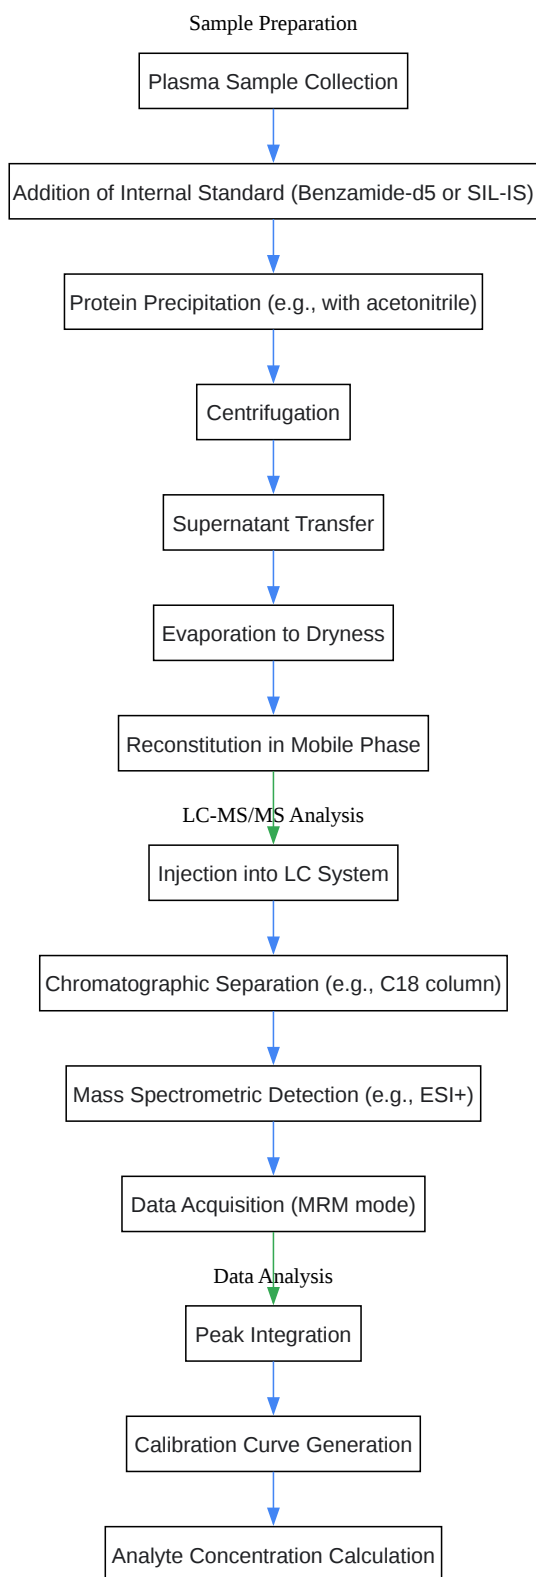 Sample Preparation
Plasma Sample Collection
Addition of Internal Standard (Benzamide-d5 or SIL-IS)
Protein Precipitation (e.g., with acetonitrile)
Centrifugation
Supernatant Transfer
Evaporation to Dryness
Reconstitution in Mobile Phase
LC-MS/MS Analysis
Injection into LC System
Chromatographic Separation (e.g., C18 column)
Mass Spectrometric Detection (e.g., ESI+)
Data Acquisition (MRM mode)
Data Analysis
Peak Integration
Calibration Curve Generation
Analyte Concentration Calculation